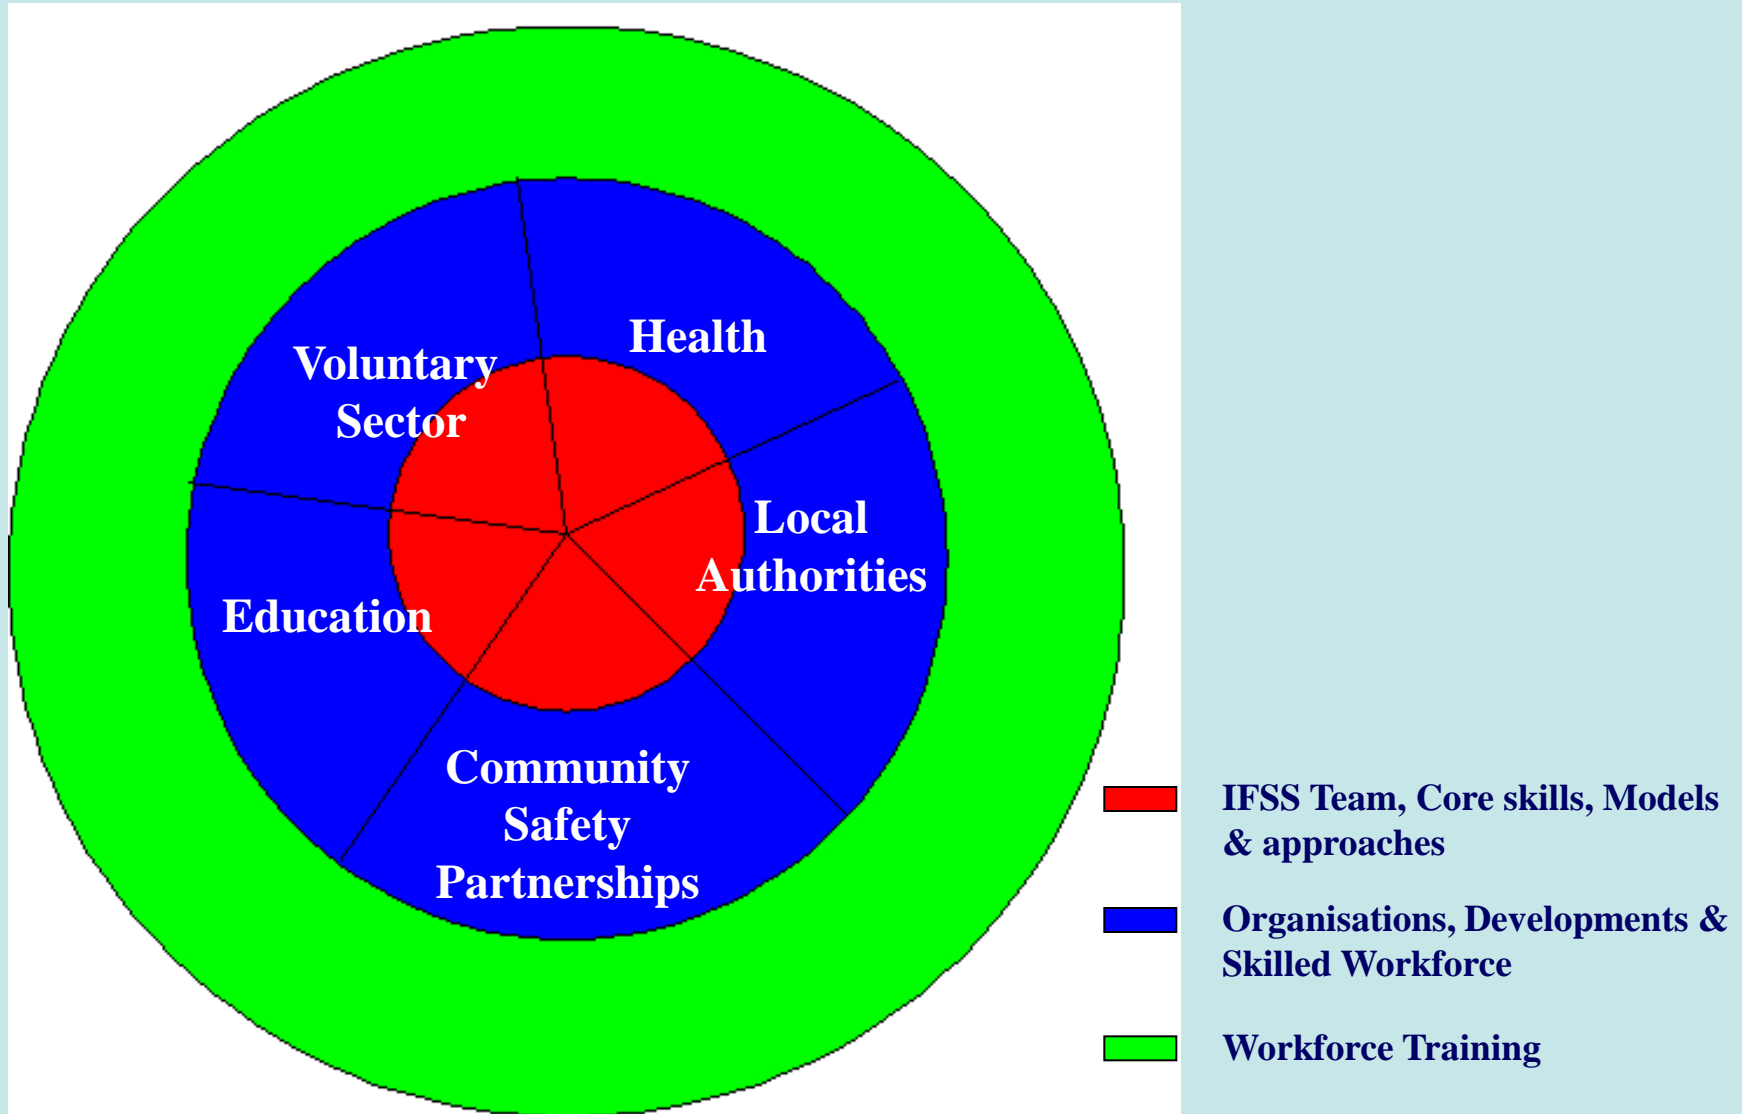 Health
Voluntary
Sector
Local
Authorities
Education
Community
Safety
Partnerships
IFSS Team, Core skills, Models
& approaches
Organisations, Developments &
Skilled Workforce
Workforce Training